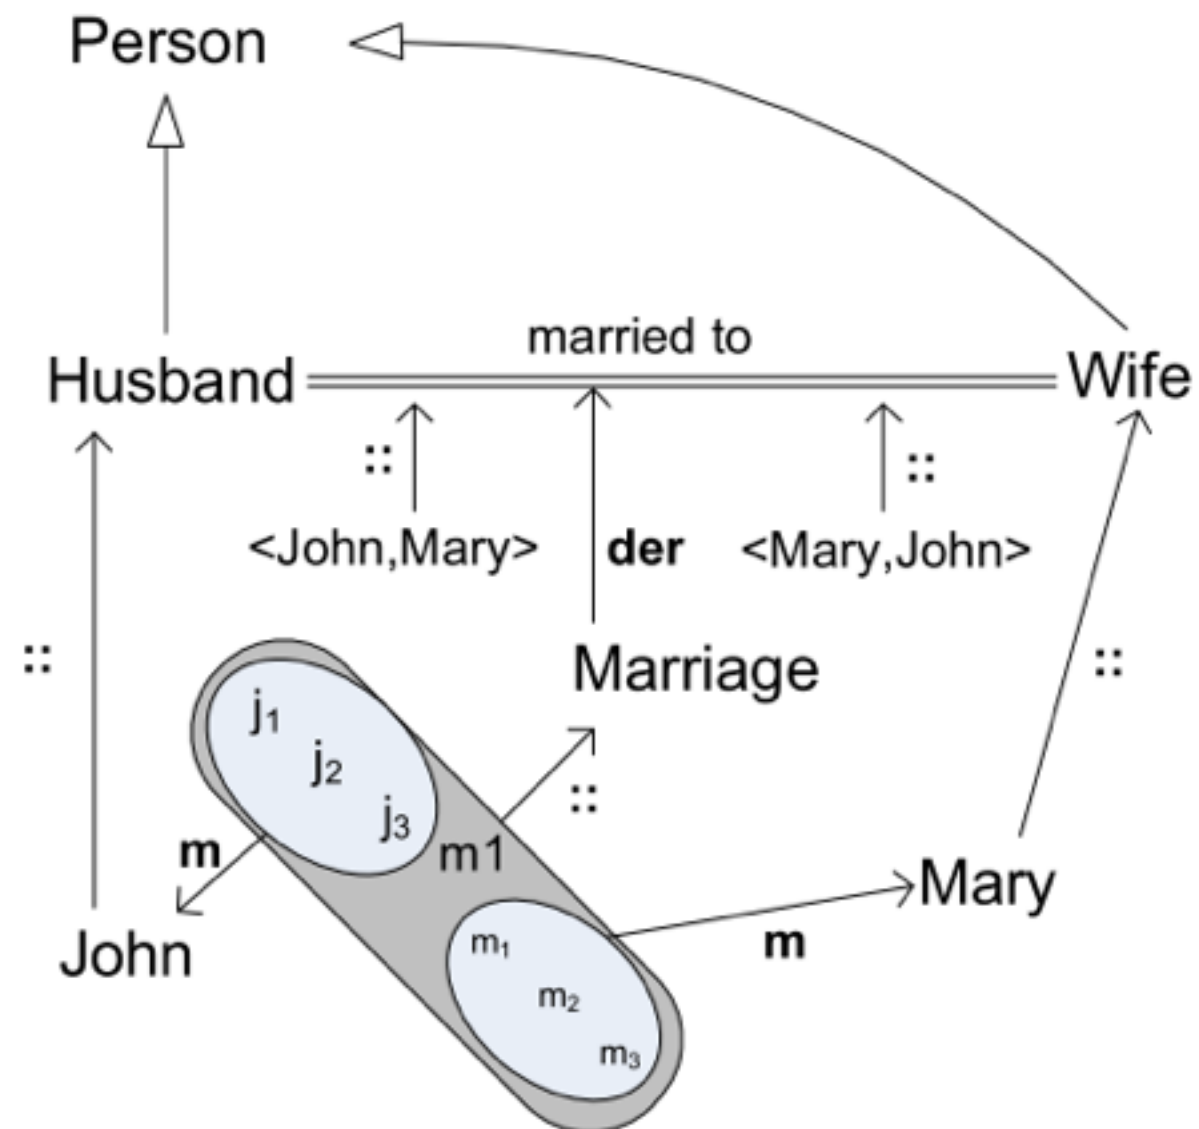 Person
married to
Husband
Wife
::
::
<John,Mary>
der
<Mary,John>
::
::
Marriage
j1
j2
::
j3
m
m1
Mary
m1
m
John
m2
m3